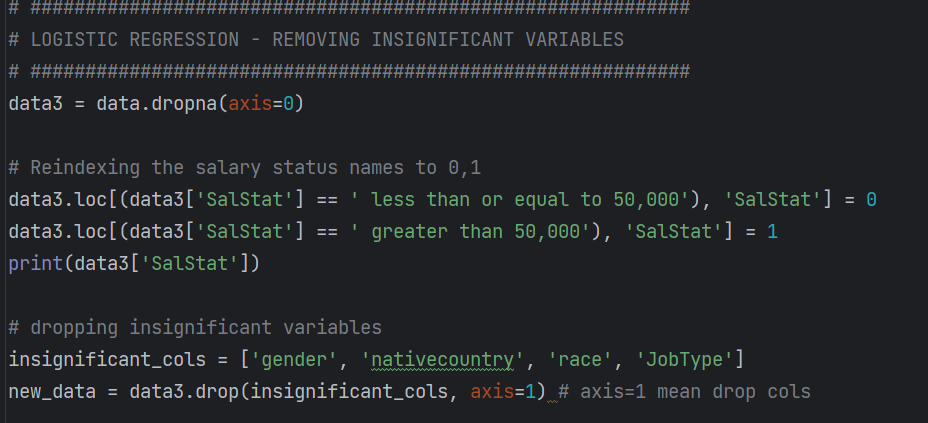 # ############################################################
# LOGISTIC REGRESSION - REMOVING INSIGNIFICANT VARIABLES
# ############################################################
data3 = data.dropna(axis=0)
# Reindexing the salary status names to 0,1
data3.loc[(data3['SalStat'] == ' less than or equal to 50,000'), 'SalStat'] = 0
data3.loc[(data3['SalStat'] == ' greater than 50,000'), 'SalStat'] = 1
print(data3['SalStat'])
# dropping insignificant variables
insignificant_cols = ['gender', 'nativecountry', 'race', 'JobType']
new_data = data3.drop(insignificant_cols, axis=1) # axis=1 mean drop cols